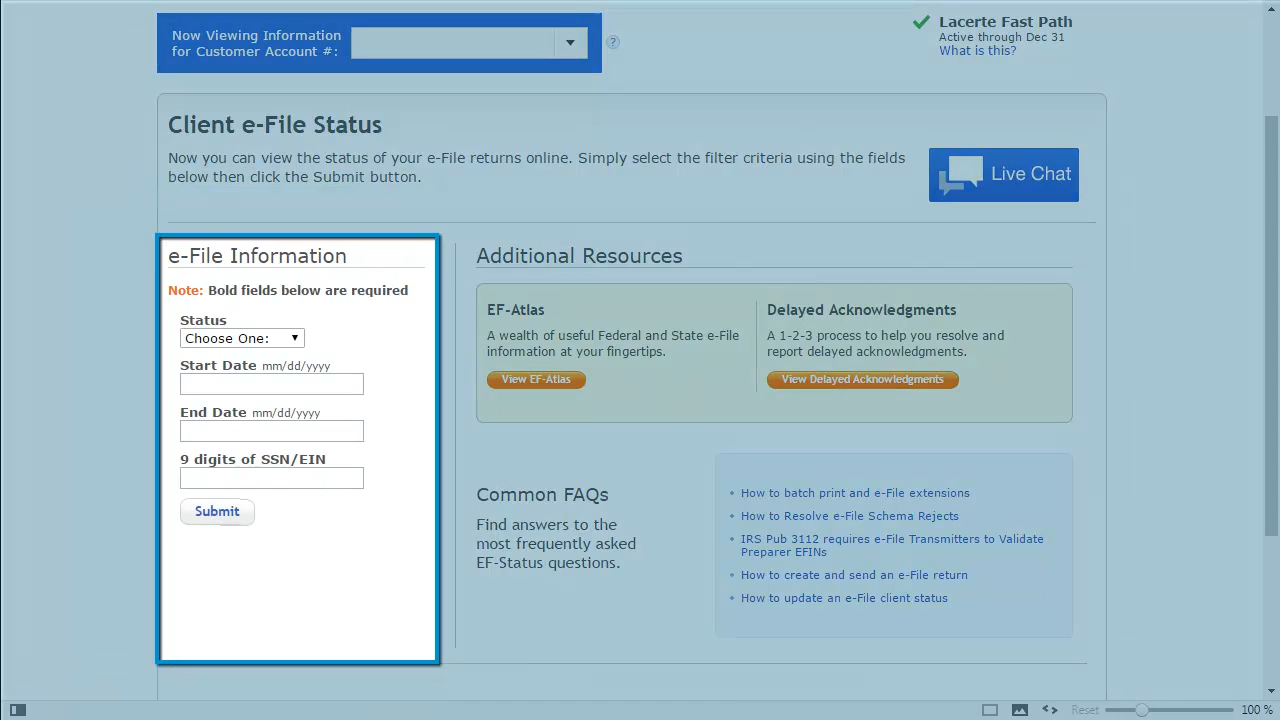 Now Viewing Information
for Customer Account #:
?
Lacerte Fast Path
Active through Dec 31
What is this?
Client e-File Status
Now you can view the status of your e-File returns online. Simply select the filter criteria using the fields
below then click the Submit button.
Live Chat
e-File Information
Note: Bold fields below are required
Status
Choose One:
Start Date mm/dd/yyyy
End Date mm/dd/yyyy
9 digits of SSN/EIN
Submit
Additional Resources
EF-Atlas
A wealth of useful Federal and State e-File
information at your fingertips.
View EF-Atlas
Delayed Acknowledgments
A 1-2-3 process to help you resolve and
report delayed acknowledgments.
View Delayed Acknowledgments
Common FAQs
Find answers to the
most frequently asked
EF-Status questions.
• How to batch print and e-File extensions
• How to Resolve e-File Schema Rejects
• IRS Pub 3112 requires e-File Transmitters to Validate
Preparer EFINs
• How to create and send an e-File return
• How to update an e-File client status
Reset
100 %